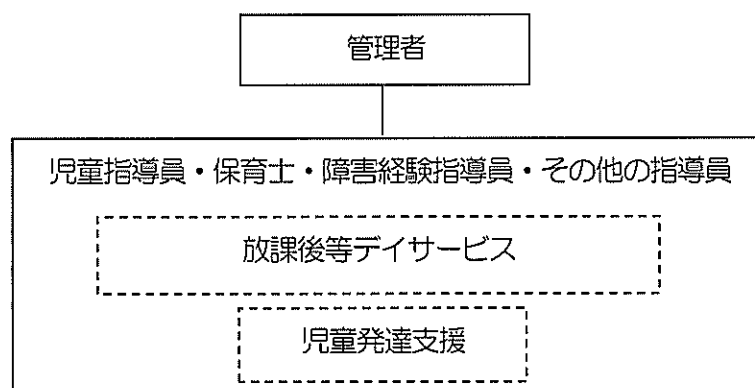 管理者
児童指導員・保育士・障害経験指導員・その他の指導員
放課後等デイサービス
児童発達支援